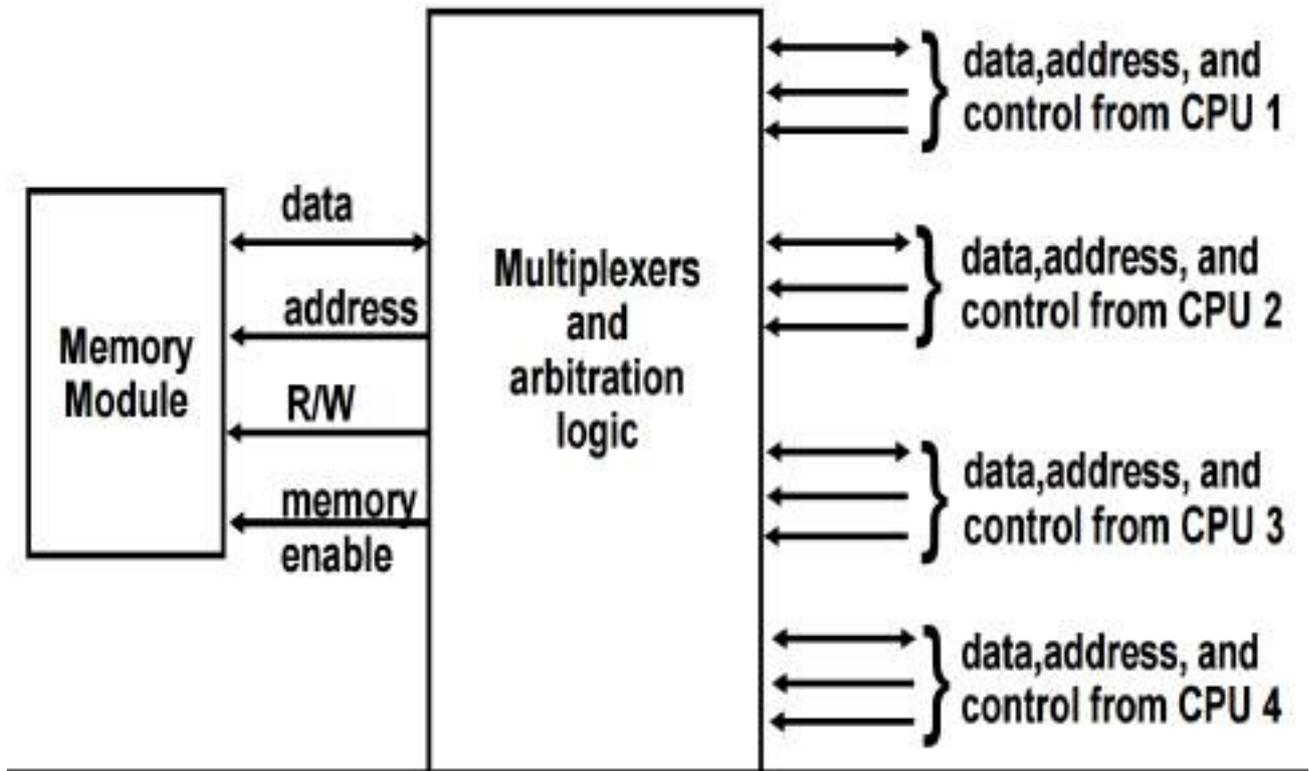 data,address, and
control from CPU 1
data
address
R/W
memory
enable
Memory
Module
Multiplexers
and
arbitration
logic
data,address, and
control from CPU 2
data,address, and
control from CPU 3
data,address, and
control from CPU 4